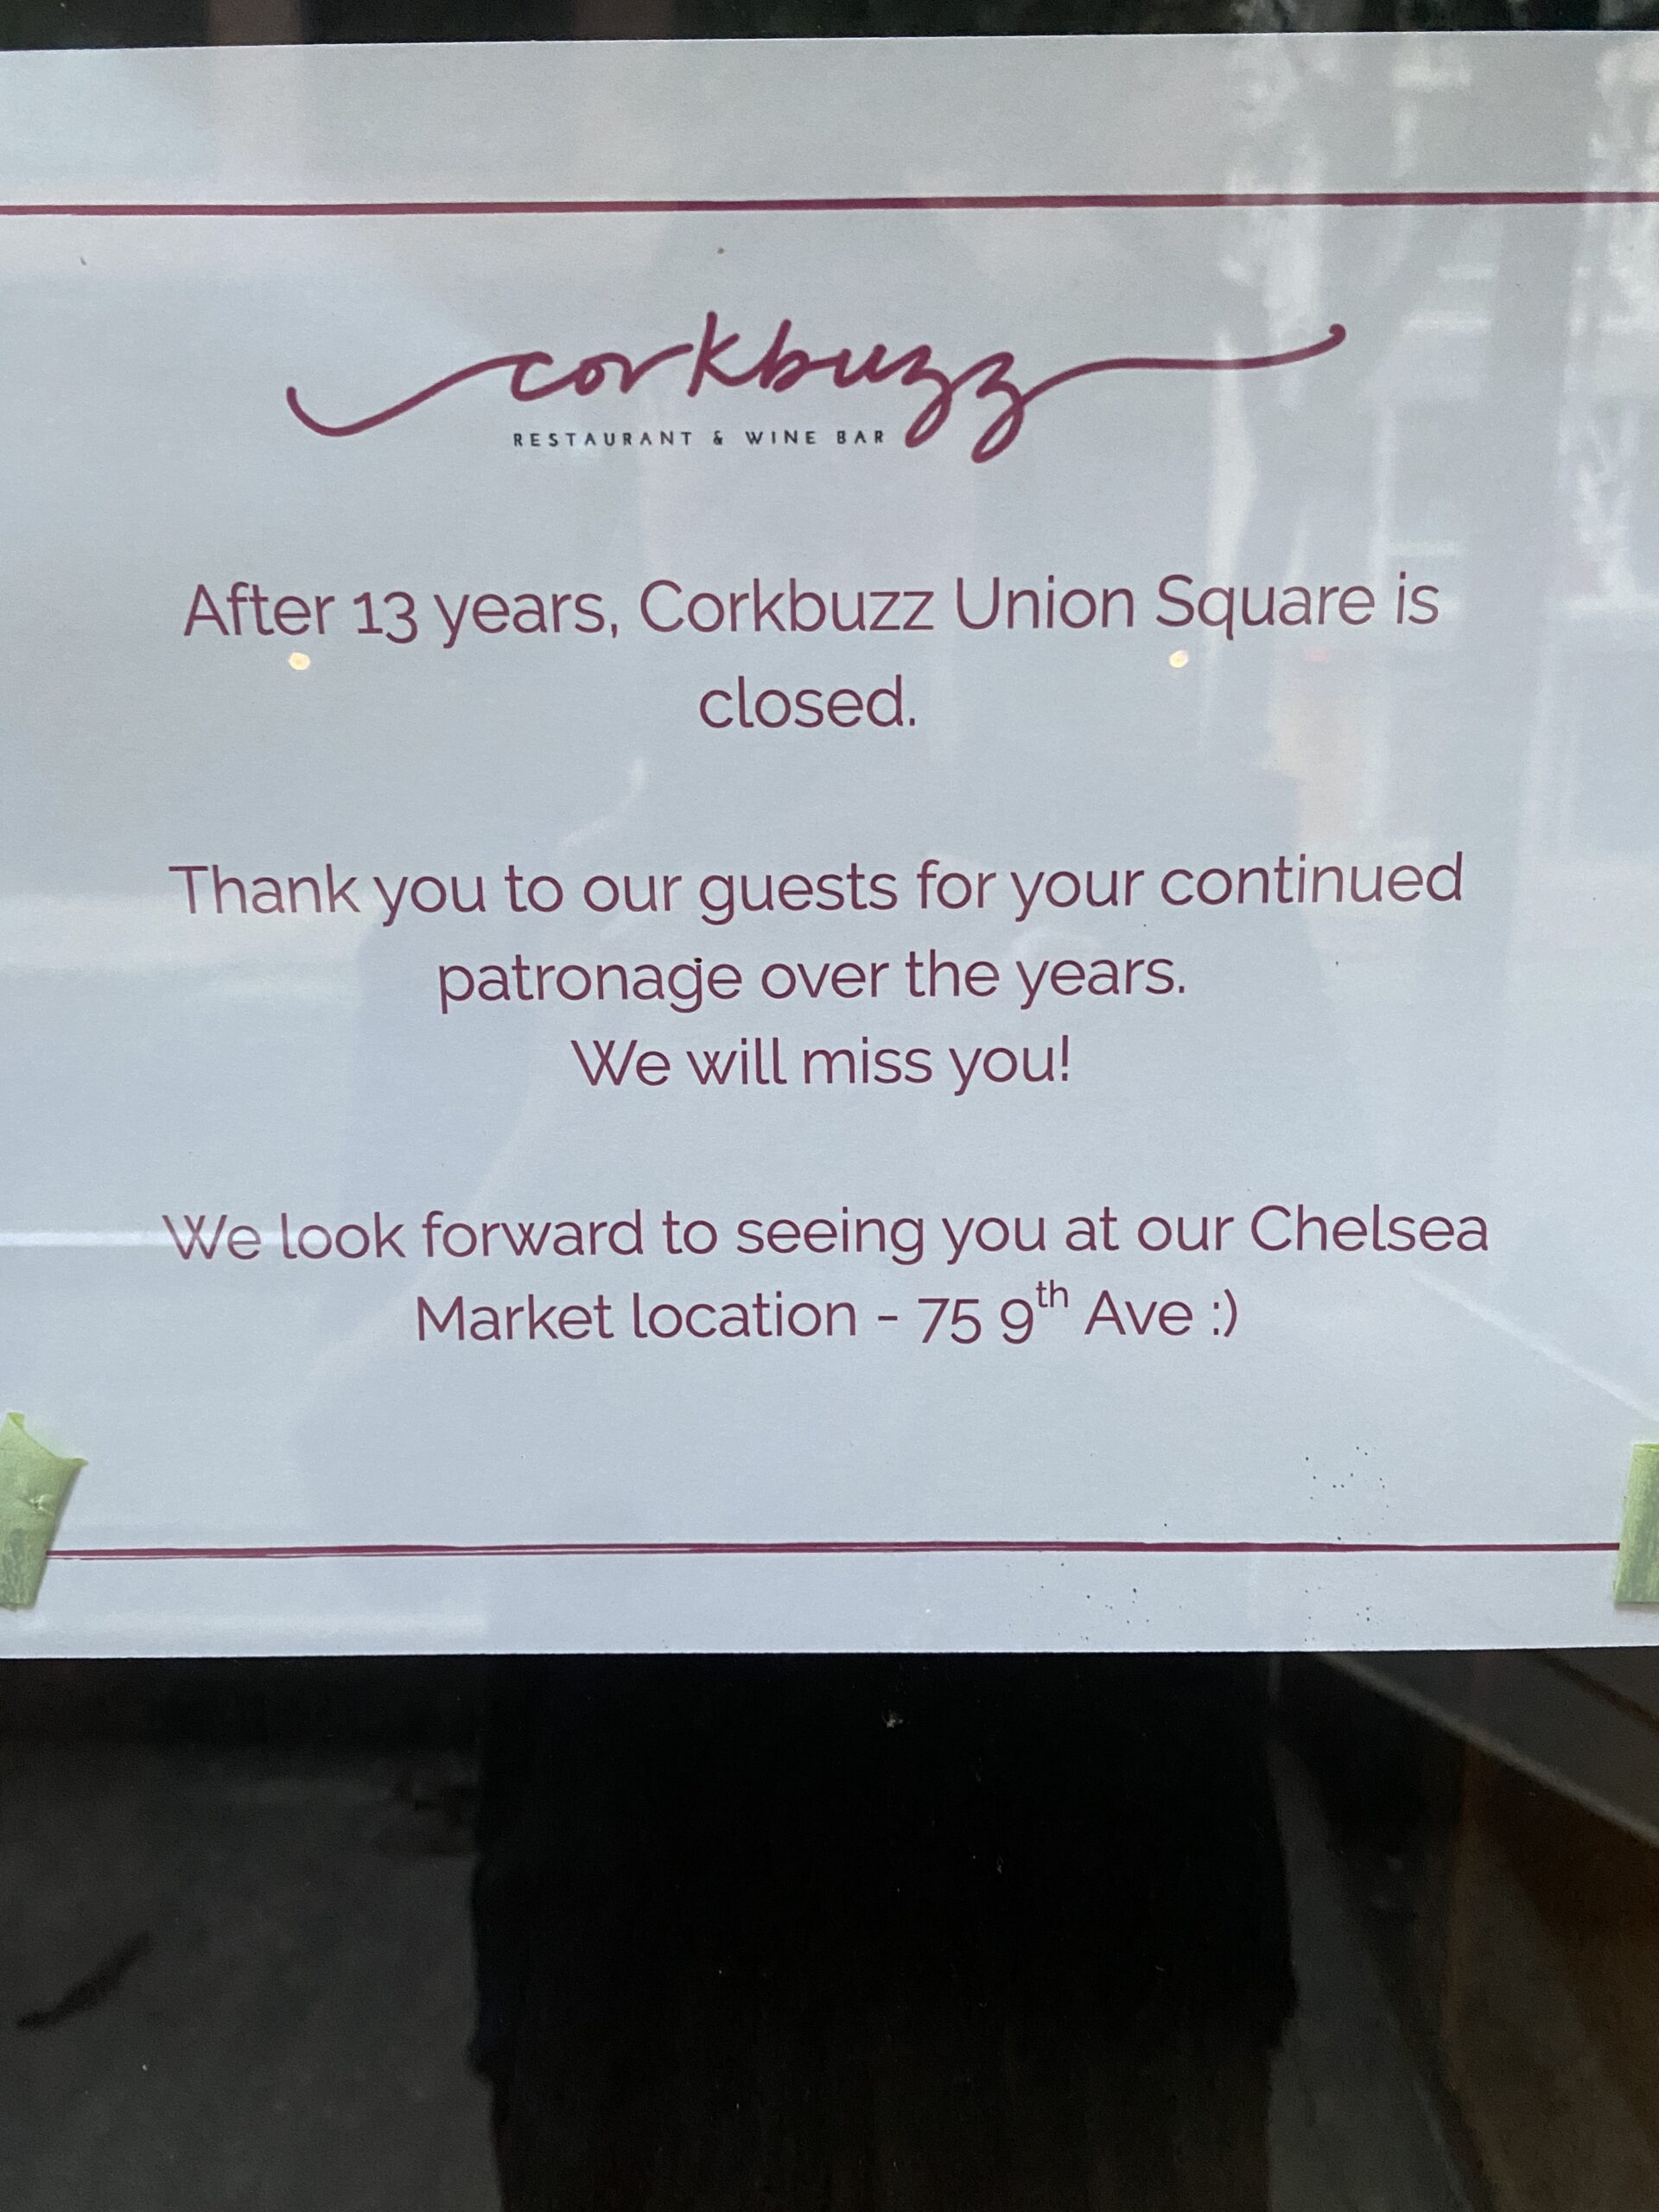 corkbuzz
RESTAURANT & WINE BAR
After 13 years, Corkbuzz Union Square is
closed.
Thank you to our guests for your continued
patronage over the years.
We will miss you!
We look forward to seeing you at our Chelsea
Market location - 75 9th Ave :)